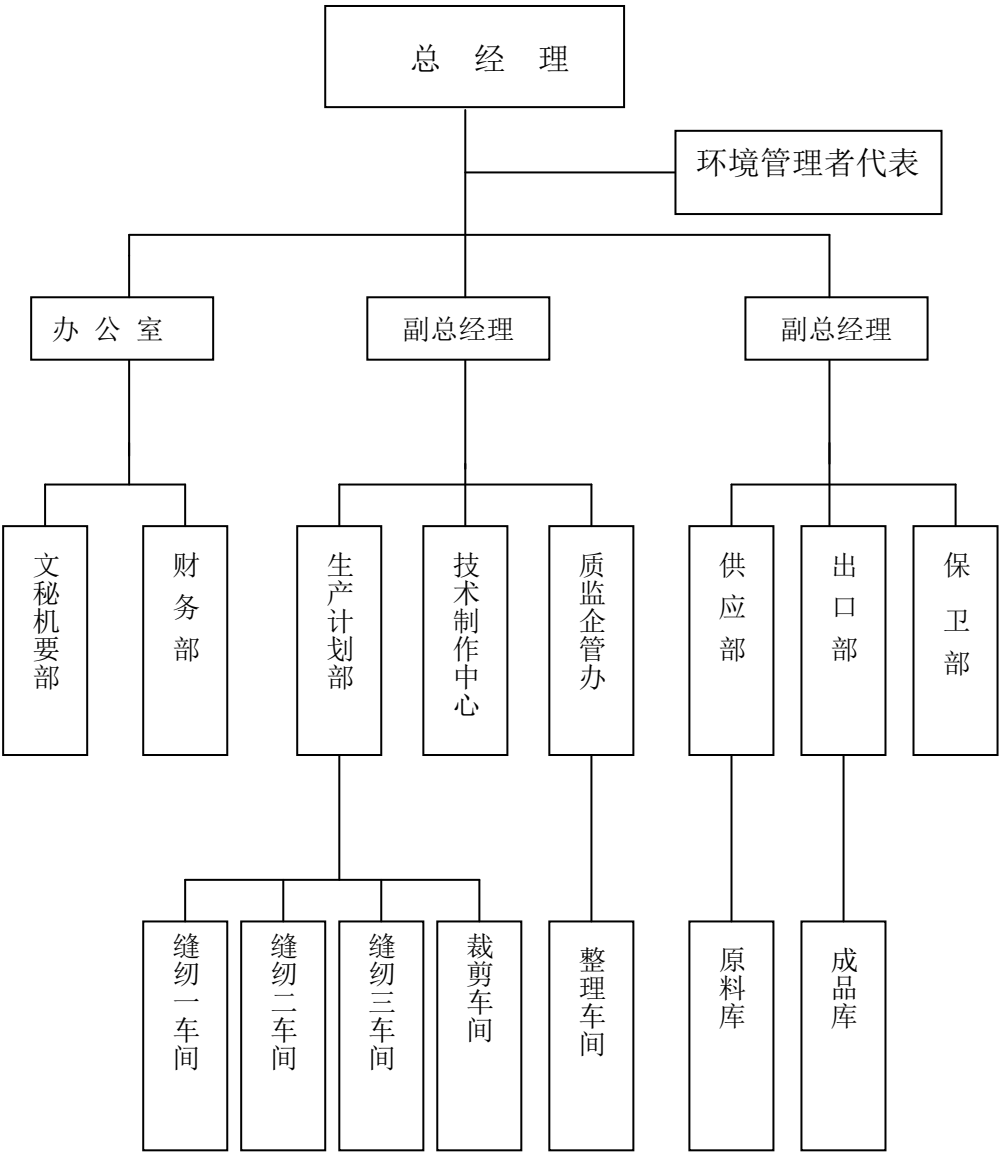 总 经 理
环境管理者代表
办 公 室
副总经理
副总经理
文秘机要部
财务部
生产计划部
技术制作中心
质监企管办
供应部
出口部
保卫部
缝纫一车间
缝纫二车间
缝纫三车间
裁剪车间
整理车间
原料库
成品库